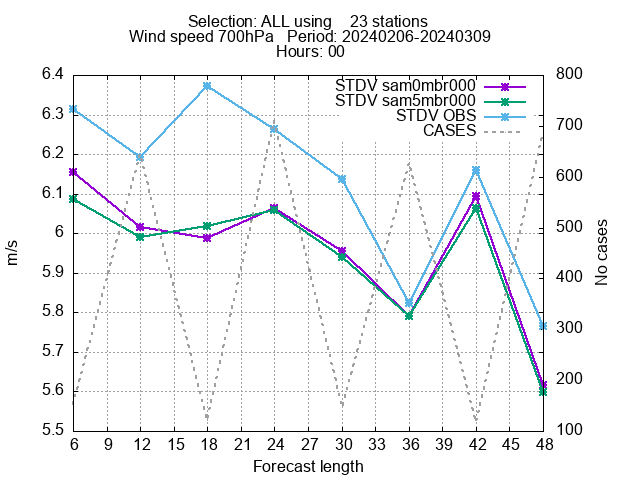 Selection: ALL using    23 stations
Wind speed 700hPa   Period: 20240206-20240309
Hours: 00
STDV sam0mbr000
STDV sam5mbr000
STDV OBS
CASES
6.4
6.3
6.2
6.1
6
5.9
5.8
5.7
5.6
5.5
m/s
800
700
600
500
400
300
200
100
No cases
6 12 15 18 21 24 27 30 33 36 39 42 45 48
Forecast length